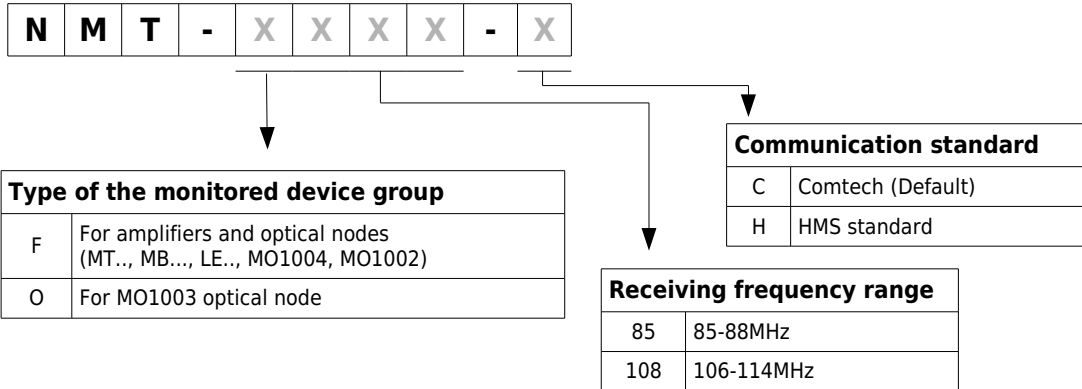 N M T - X X X X - X
Communication standard
C Comtech (Default)
H HMS standard
Type of the monitored device group
F For amplifiers and optical nodes
(MT.., MB..., LE.., MO1004, MO1002)
O For MO1003 optical node
Receiving frequency range
85 85-88MHz
108 106-114MHz